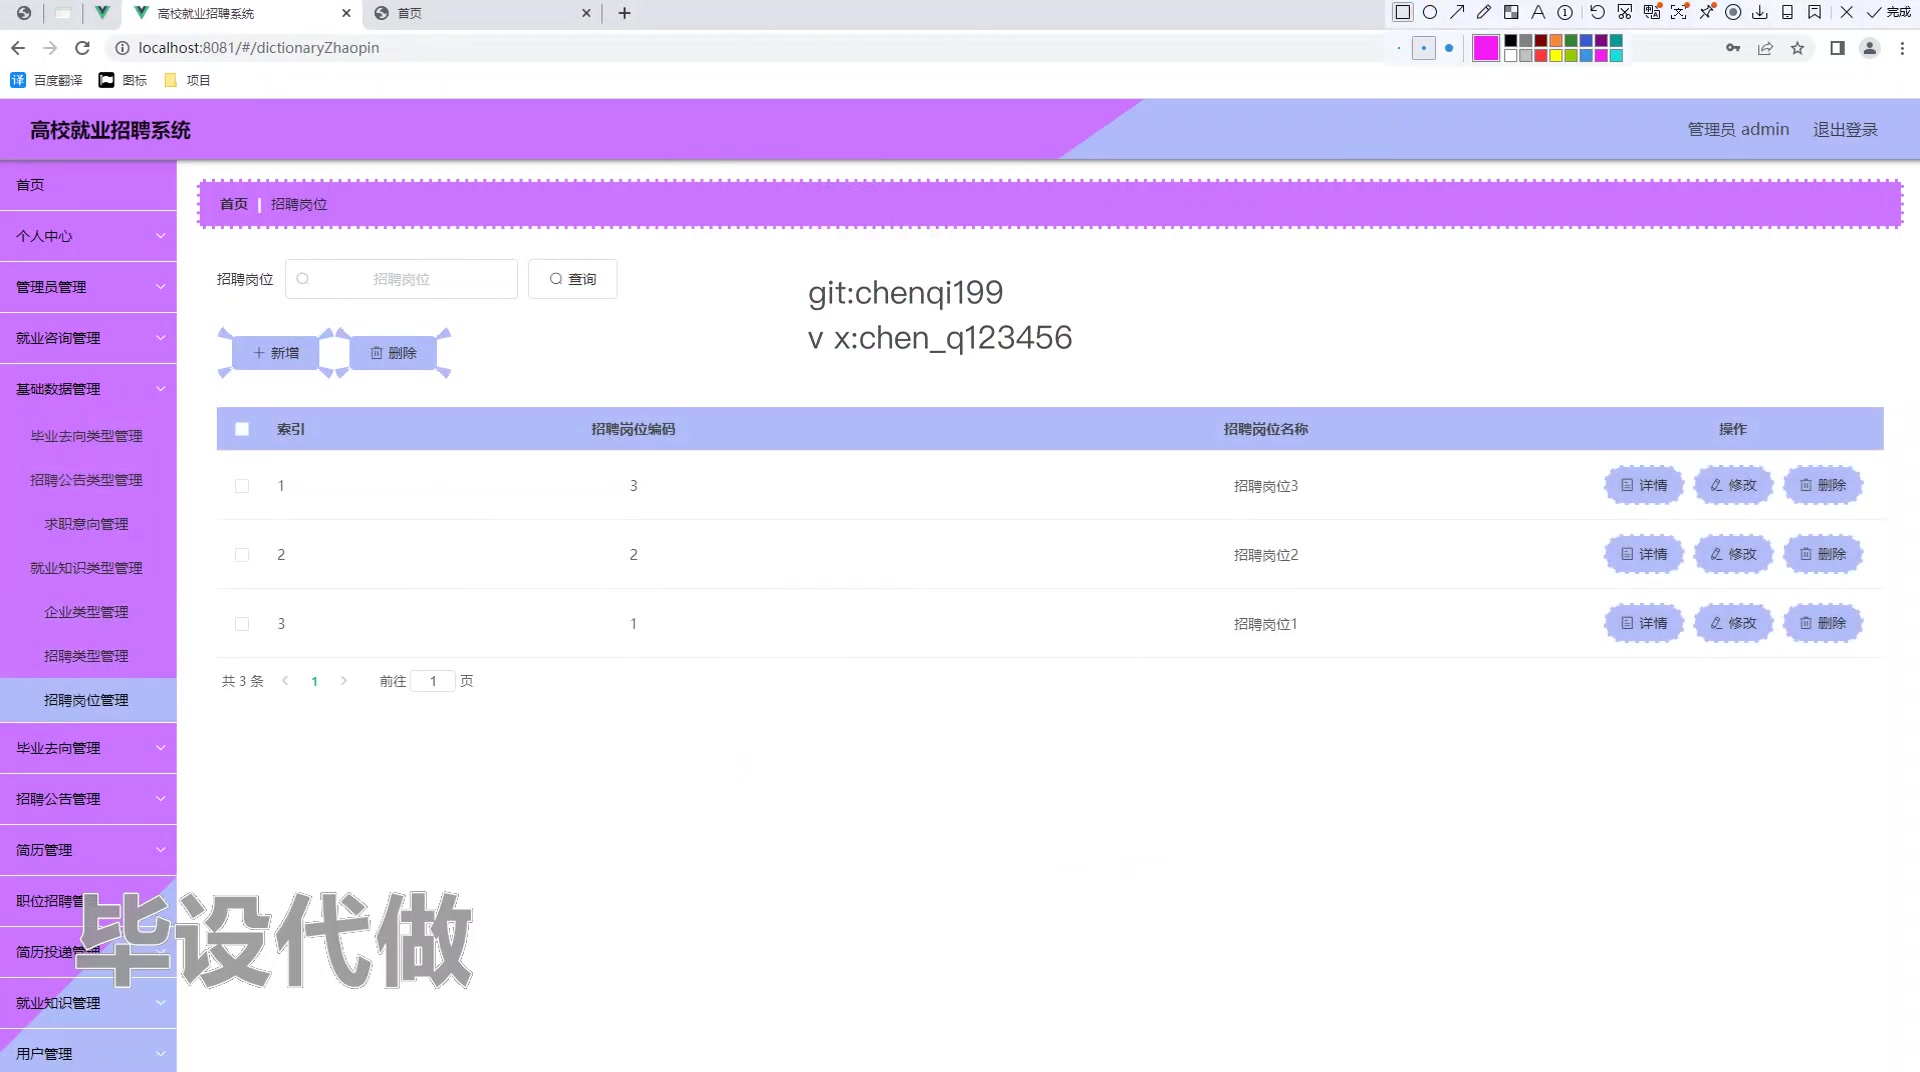 高校就业招聘系统
首页
完成
localhost:8081/#/dictionaryZhaopin
译 百度翻译 图标 项目
高校就业招聘系统
管理员 admin 退出登录
首页
个人中心
管理员管理
就业咨询管理
基础数据管理
毕业去向类型管理
招聘公告类型管理
求职意向管理
就业知识类型管理
企业类型管理
招聘类型管理
招聘岗位管理
毕业去向管理
招聘公告管理
简历管理
职位招聘管
简历投递管理
就业知识管理
用户管理
首页 | 招聘岗位
招聘岗位 招聘岗位 查询
git:chenqi199
v x:chen_q123456
新增 删除
索引 招聘岗位编码 招聘岗位名称 操作
1 3 招聘岗位3 详情 修改 删除
2 2 招聘岗位2 详情 修改 删除
3 1 招聘岗位1 详情 修改 删除
共 3 条 1 前往 1 页
毕设代做